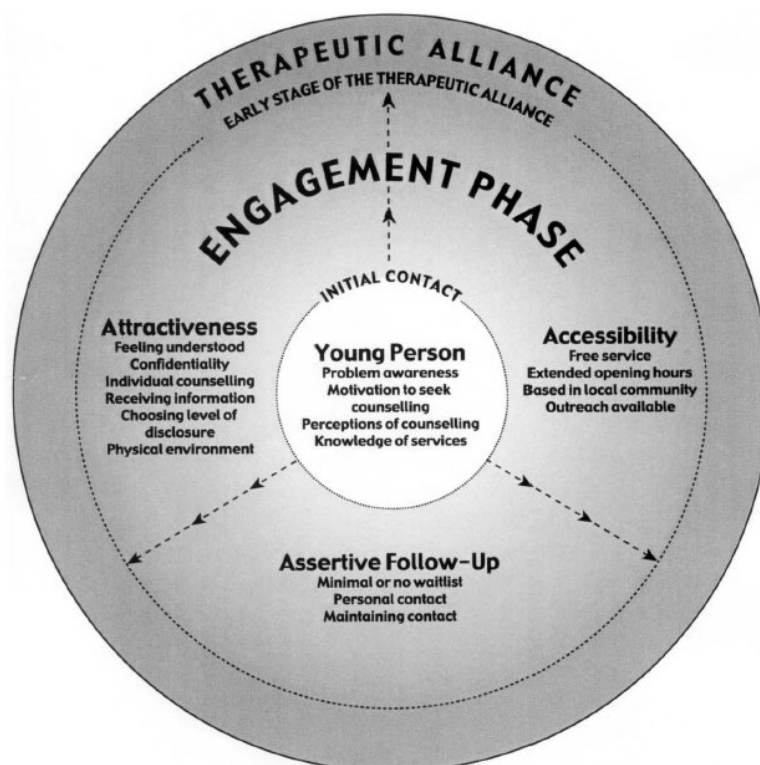 THERAPEUTIC ALLIANCE
EARLY STAGE OF THE THERAPEUTIC ALLIANCE
ENGAGEMENT PHASE
INITIAL CONTACT
Attractiveness
Feeling understood
Confidentiality
Individual counselling
Receiving information
Choosing level of
disclosure
Physical environment
Young Person
Problem awareness
Motivation to seek
counselling
Perceptions of counselling
Knowledge of services
Accessibility
Free service
Extended opening hours
Based in local community
Outreach available
Assertive Follow-Up
Minimal or no waitlist
Personal contact
Maintaining contact